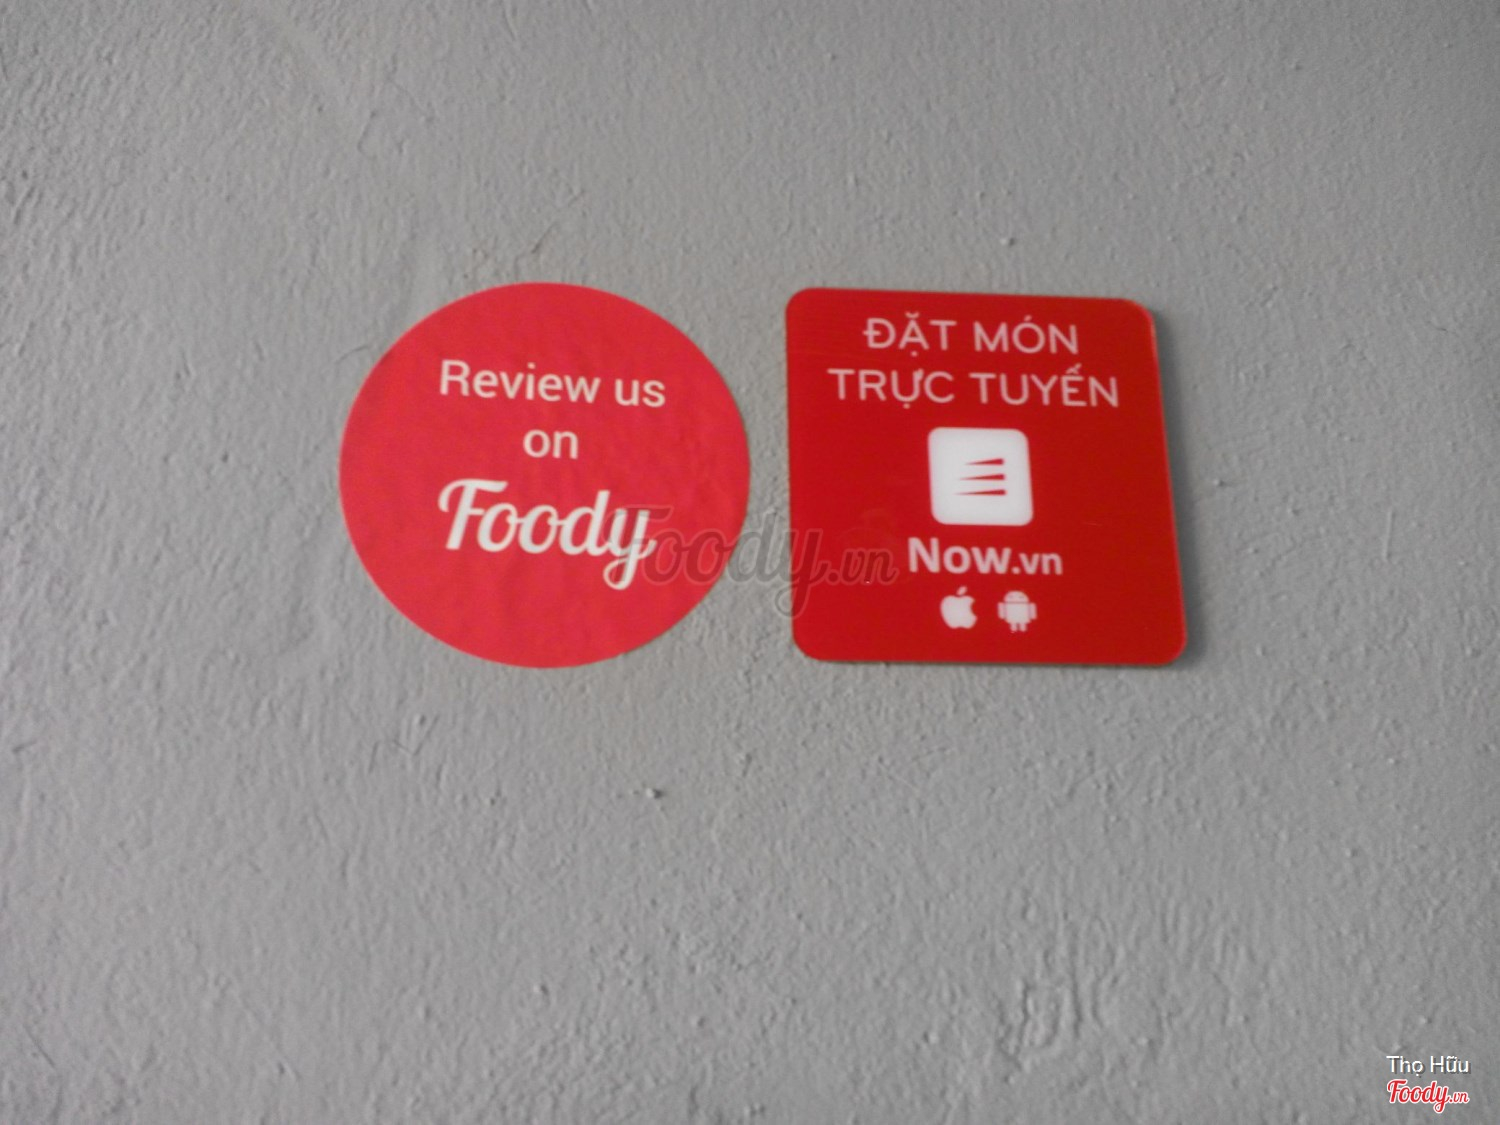 Review us
on
Foody
ĐẶT MÓN
TRỰC TUYẾN
Now.vn
Foody.vn
Thọ Hữu
Foody.vn